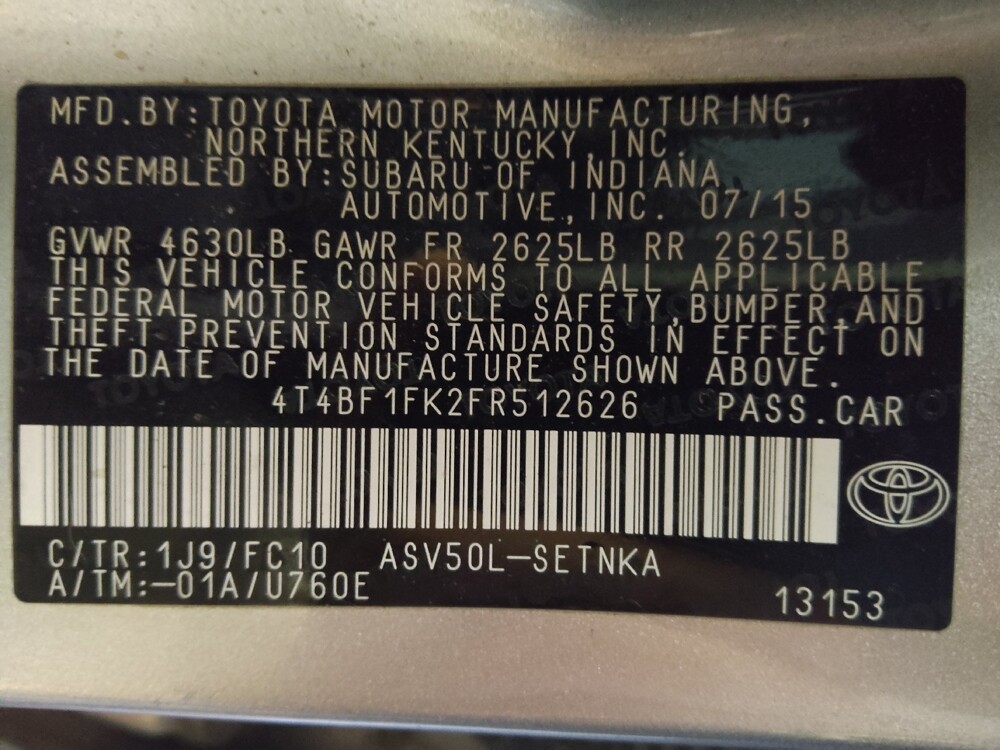 MFD.BY:TOYOTA MOTOR MANUFACTURING,
NORTHERN KENTUCKY,INC.
ASSEMBLED BY:SUBARU OF INDIANA
AUTOMOTIVE,INC. 07/15
GVWR 4630LB GAWR FR 2625LB RR 2625LB
THIS VEHICLE CONFORMS TO ALL APPLICABLE
FEDERAL MOTOR VEHICLE SAFETY,BUMPER,AND
THEFT PREVENTION STANDARDS IN EFFECT ON
THE DATE OF MANUFACTURE SHOWN ABOVE.
4T4BF1FK2FR512626 PASS.CAR
C/TR:1J9/FC10 ASV50L-SETNKA
A/TM:-01A/U760E
13153